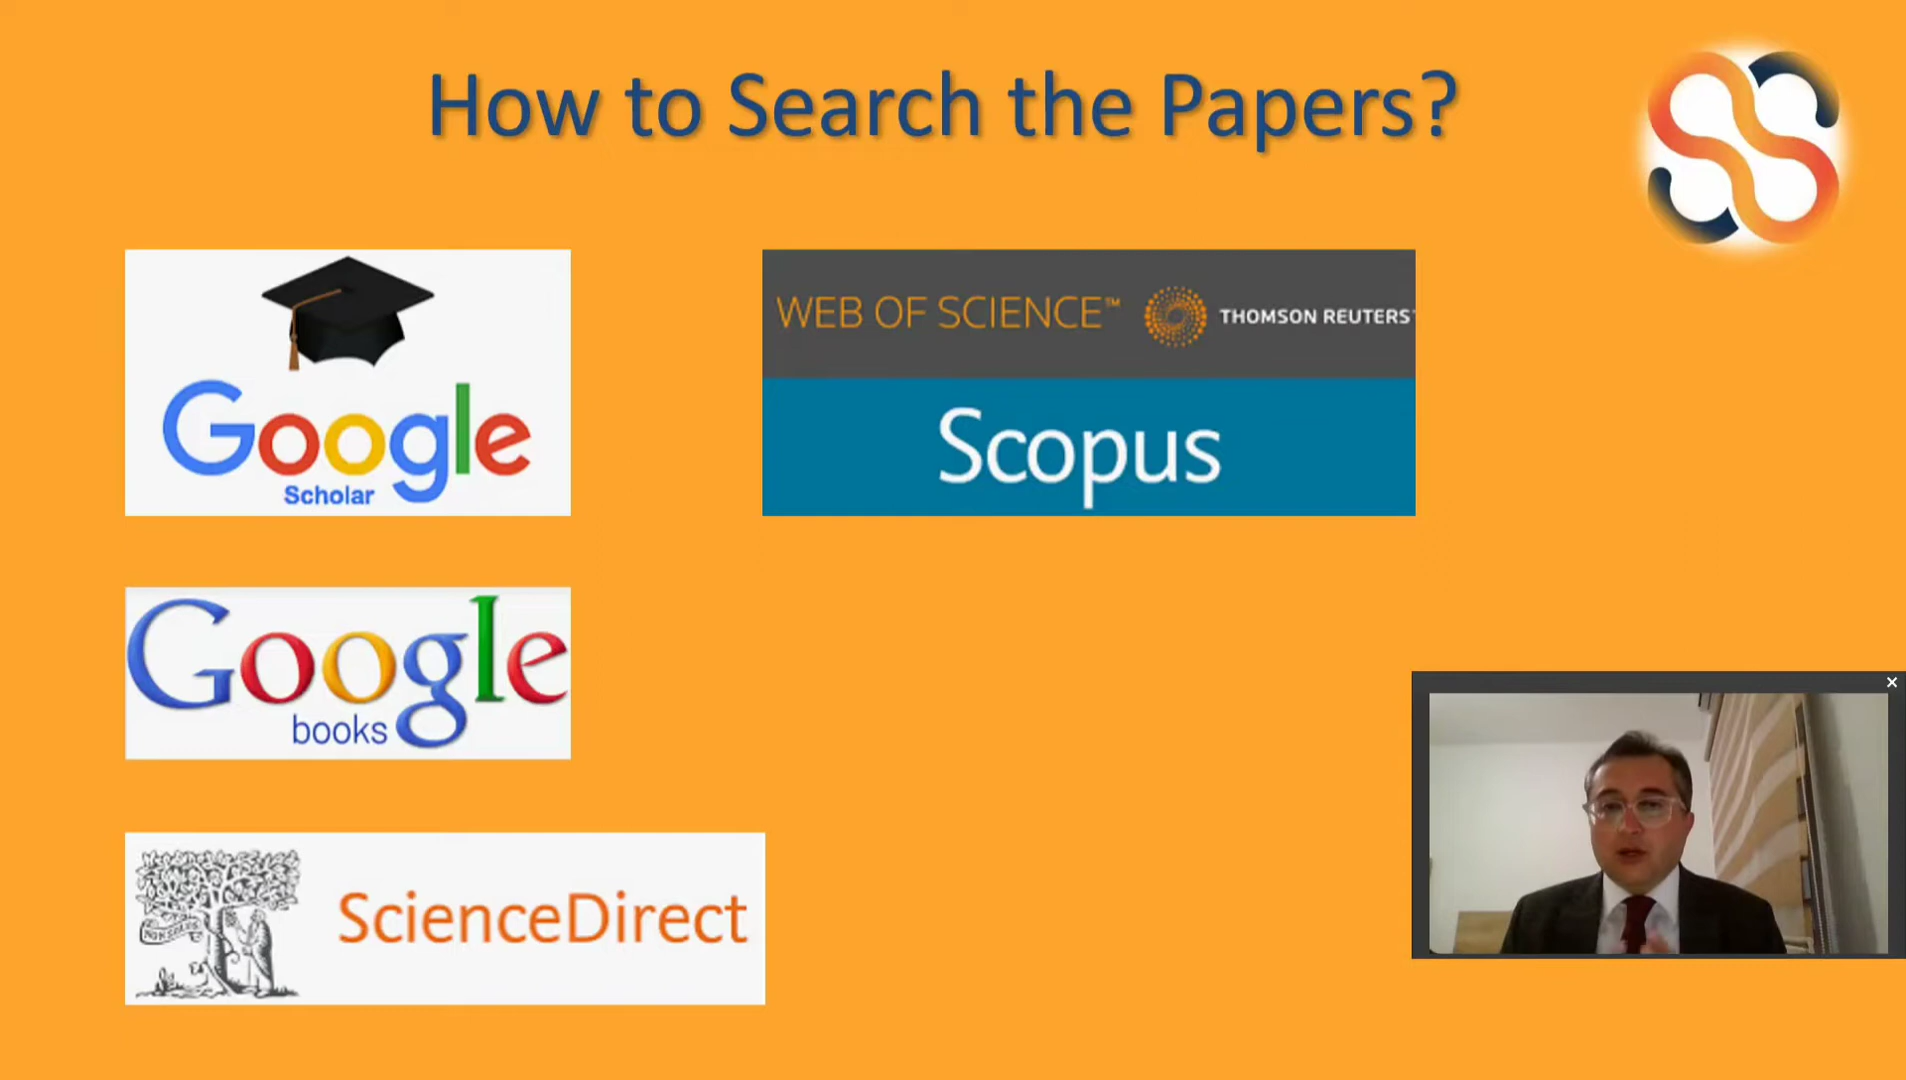 How to Search the Papers?
Google
Scholar
WEB OF SCIENCE™ THOMSON REUTERS
Scopus
Google
books
ScienceDirect